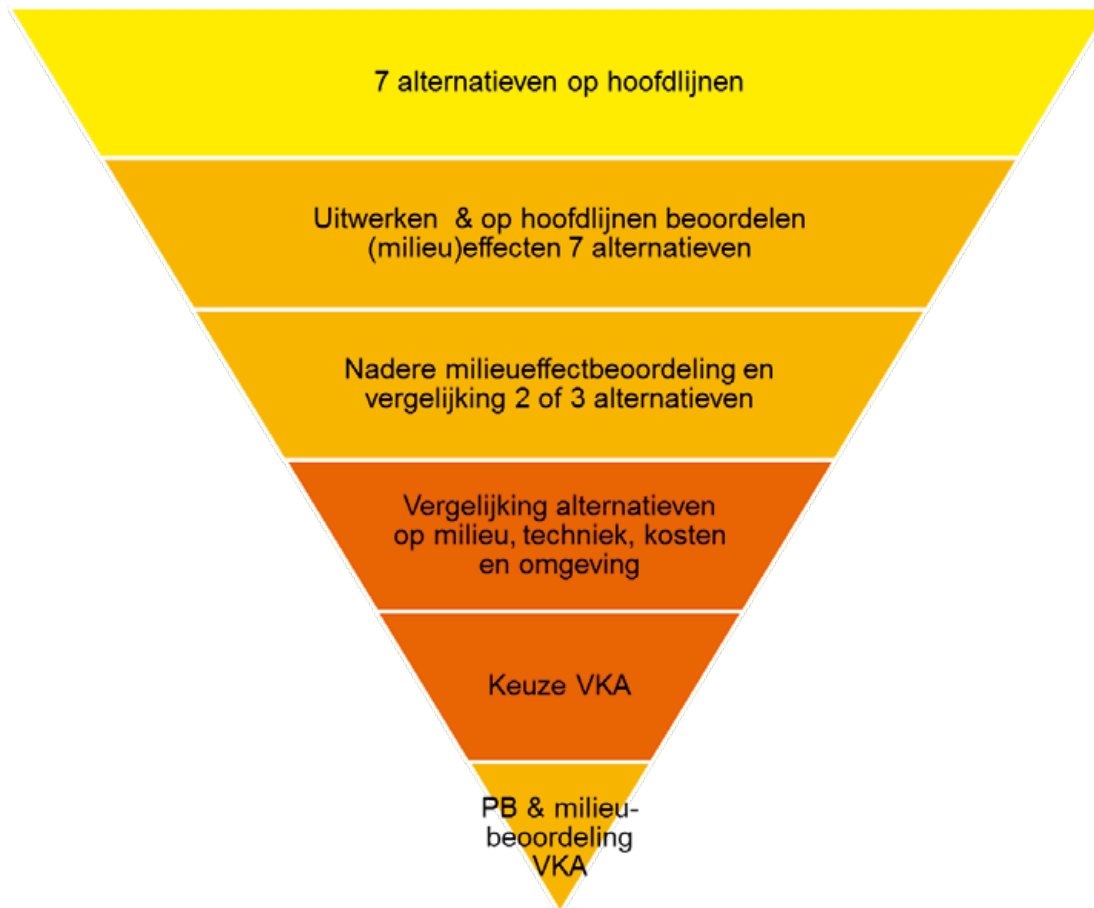 7 alternatieven op hoofdlijnen
Uitwerken & op hoofdlijnen beoordelen
(milieu)effecten 7 alternatieven
Nadere milieueffectbeoordeling en
vergelijking 2 of 3 alternatieven
Vergelijking alternatieven
op milieu, techniek, kosten
en omgeving
Keuze VKA
PB & milieu-
beoordeling
VKA